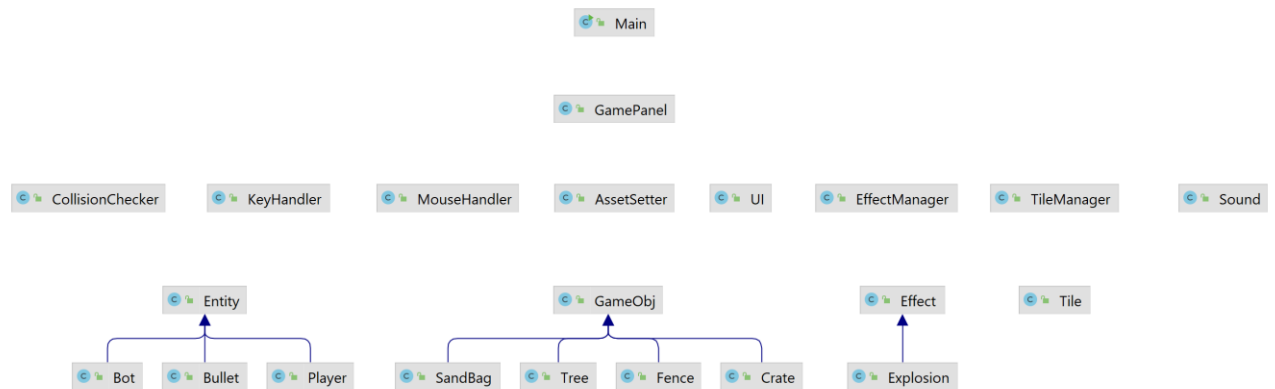 Main
GamePanel
CollisionChecker KeyHandler MouseHandler AssetSetter UI EffectManager TileManager Sound
Entity GameObj Effect Tile
Bot Bullet Player SandBag Tree Fence Crate Explosion